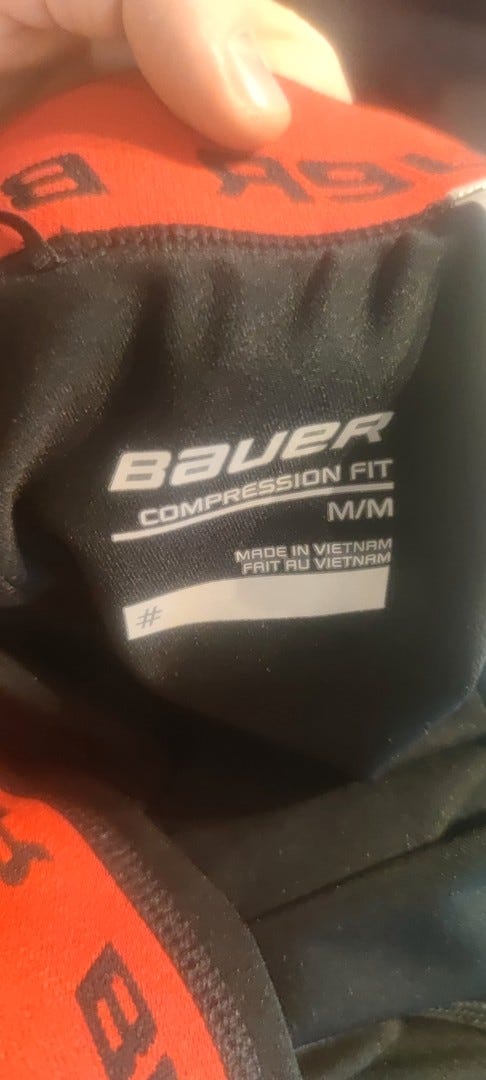 BAUER
COMPRESSION FIT
M/M
MADE IN VIETNAM
FAIT AU VIETNAM
#